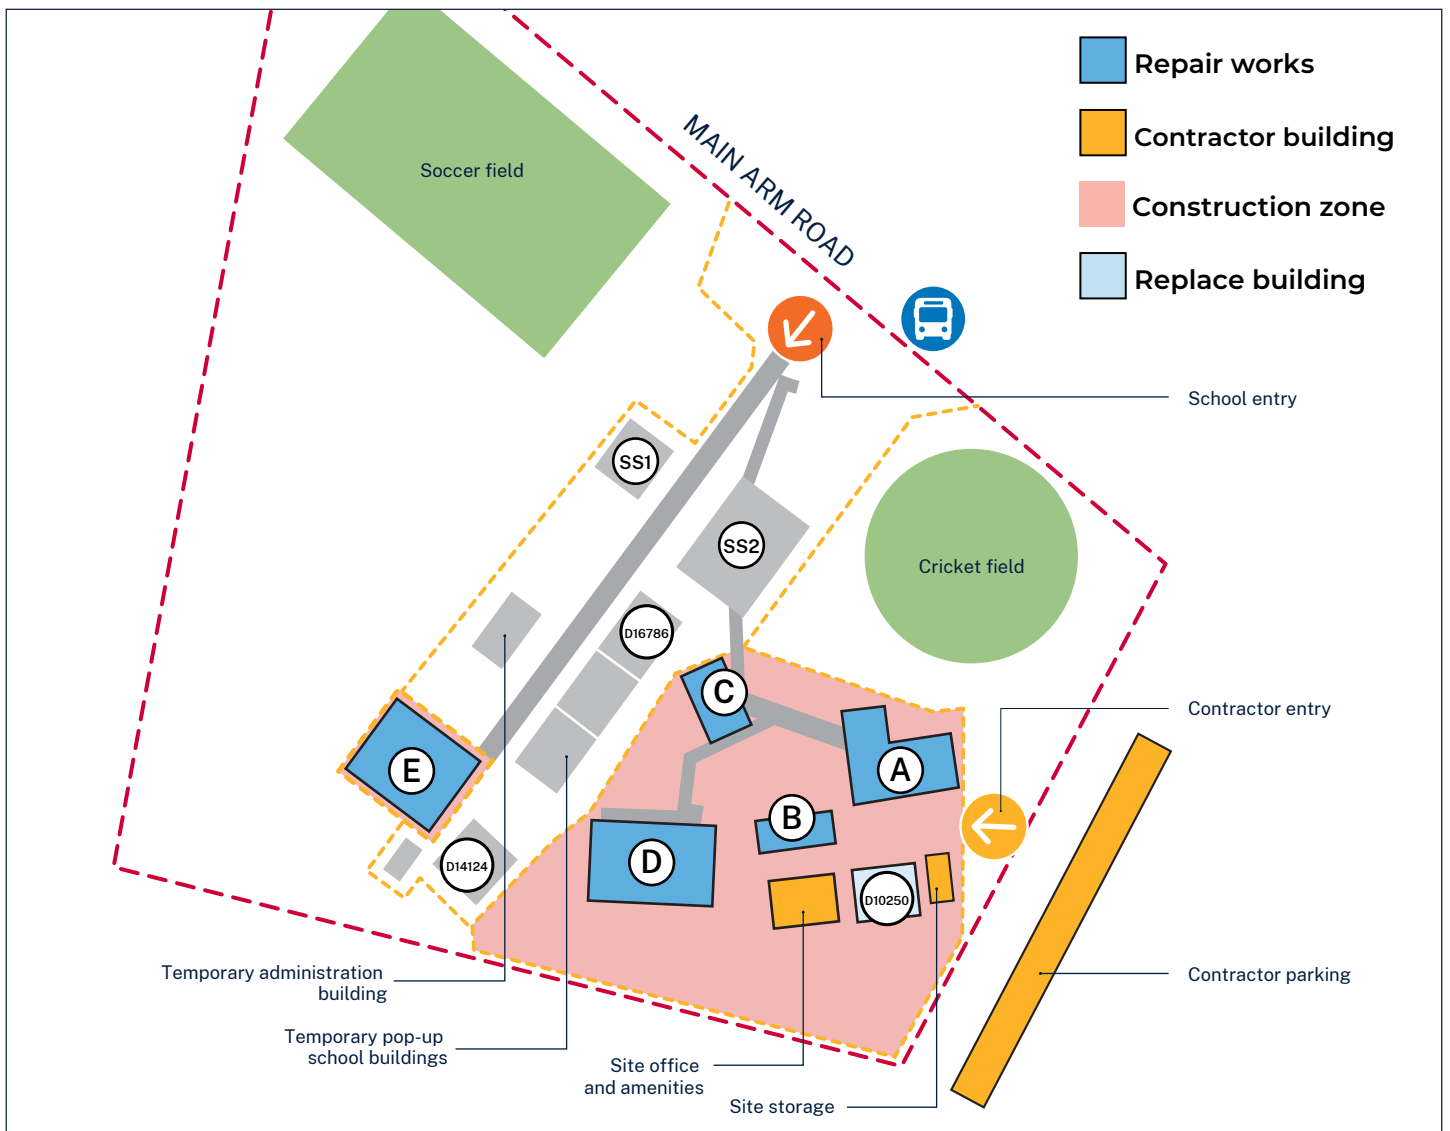 Repair works
Contractor building
Construction zone
Replace building
MAIN ARM ROAD
Soccer field
School entry
SS1
SS2
Cricket field
D16786
C
Contractor entry
E
A
B
D
D14124
D10250
Temporary administration
building
Contractor parking
Temporary pop-up
school buildings
Site office
and amenities
Site storage